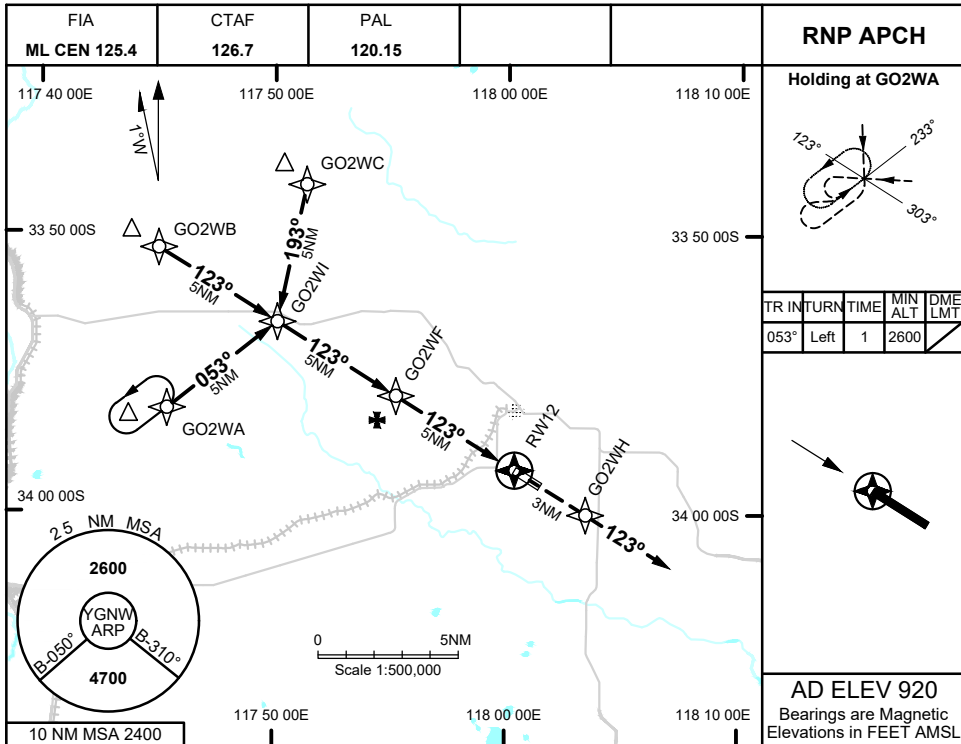 FIA
ML CEN 125.4
CTAF
126.7
PAL
120.15
RNP APCH
117 40 00E
117 50 00E
118 00 00E
118 10 00E
1°W
GO2WC
GO2WB
193°
5NM
33 50 00S
33 50 00S
123°
5NM
GO2WI
053°
5NM
123°
5NM
GO2WF
GO2WA
123°
5NM
RW12
GO2WH
3NM
123°
34 00 00S
34 00 00S
25 NM MSA
2600
YGNW
ARP
B-050°
B-310°
4700
0 5NM
Scale 1:500,000
10 NM MSA 2400
117 50 00E
118 00 00E
118 10 00E
Holding at GO2WA
123°
233°
303°
TR IN TURN TIME MIN ALT DME LMT
053° Left 1 2600
AD ELEV 920
Bearings are Magnetic
Elevations in FEET AMSL